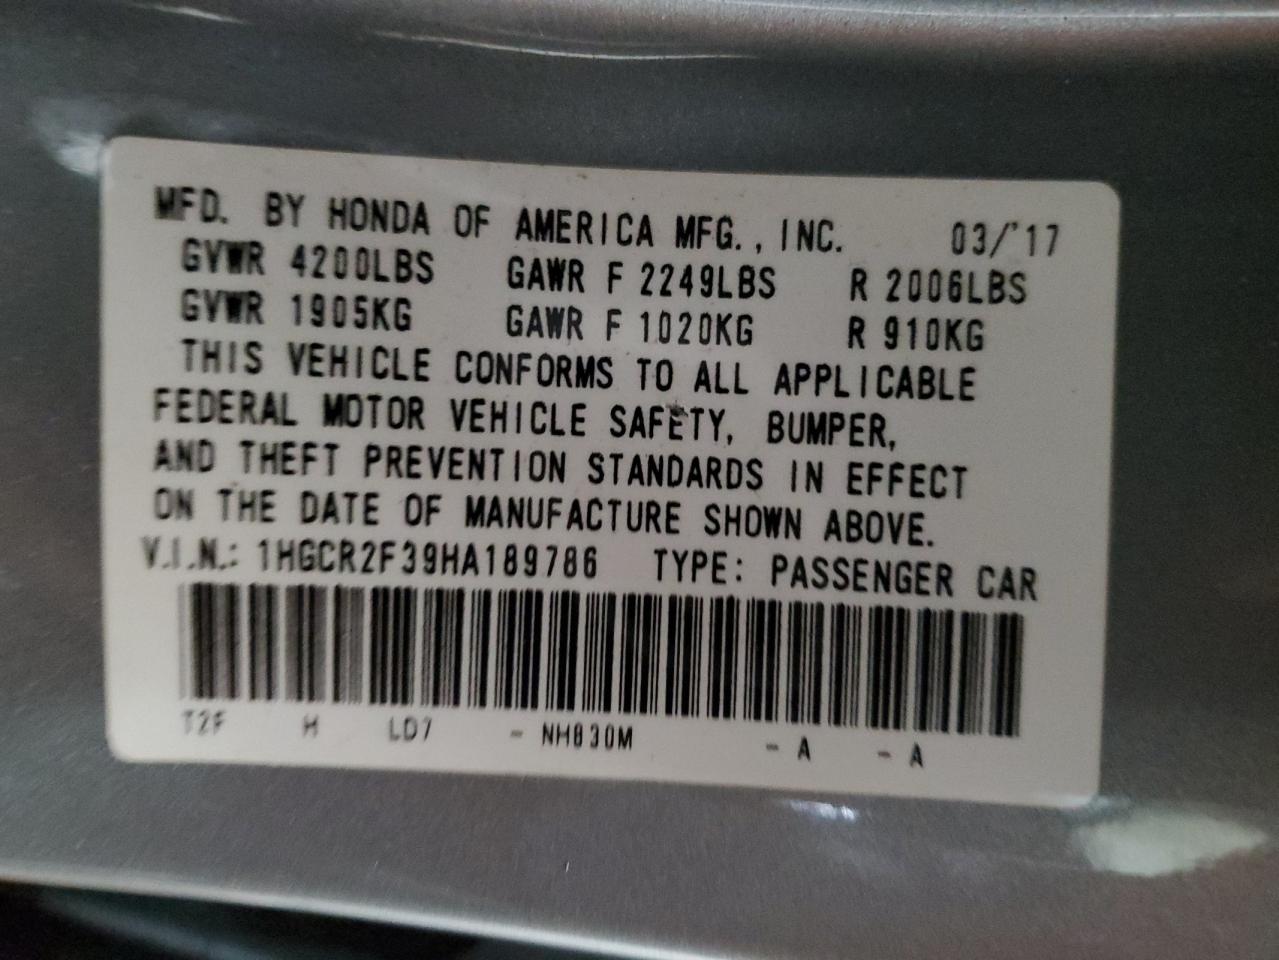 MFD. BY HONDA OF AMERICA MFG., INC. 03/'17
GVWR 4200LBS GAWR F 2249LBS R 2006LBS
GVWR 1905KG GAWR F 1020KG R 910KG
THIS VEHICLE CONFORMS TO ALL APPLICABLE
FEDERAL MOTOR VEHICLE SAFETY, BUMPER,
AND THEFT PREVENTION STANDARDS IN EFFECT
ON THE DATE OF MANUFACTURE SHOWN ABOVE.
V.I.N.: 1HGCR2F39HA189786 TYPE: PASSENGER CAR
T2F H LD7 - NH830M - A - A